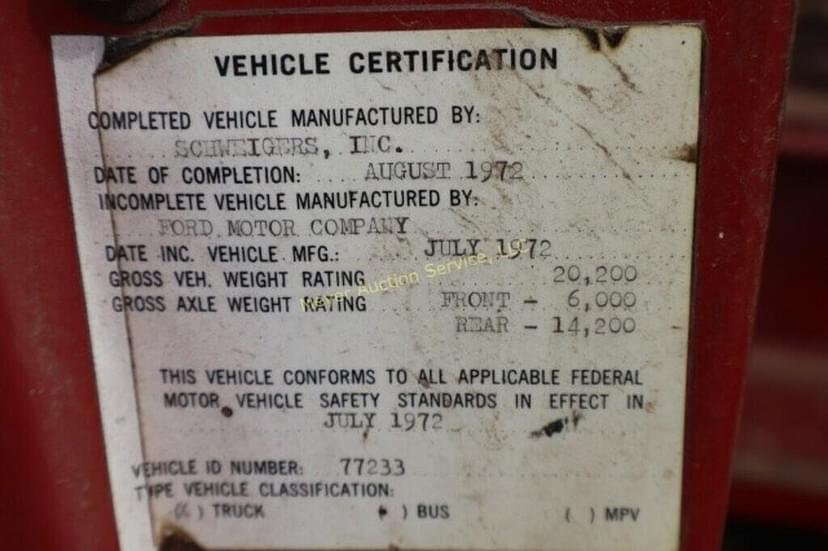 VEHICLE CERTIFICATION
COMPLETED VEHICLE MANUFACTURED BY:
SCHWEIGERS, INC.
DATE OF COMPLETION: AUGUST 1972
INCOMPLETE VEHICLE MANUFACTURED BY:
FORD MOTOR COMPANY
DATE INC. VEHICLE MFG.: JULY 1972
GROSS VEH. WEIGHT RATING 20,200
Meyer Auction Service,
GROSS AXLE WEIGHT RATING FRONT - 6,000
REAR - 14,200
THIS VEHICLE CONFORMS TO ALL APPLICABLE FEDERAL
MOTOR VEHICLE SAFETY STANDARDS IN EFFECT IN
JULY 1972
VEHICLE ID NUMBER: 77233
TYPE VEHICLE CLASSIFICATION:
(X) TRUCK ) BUS ( ) MPV